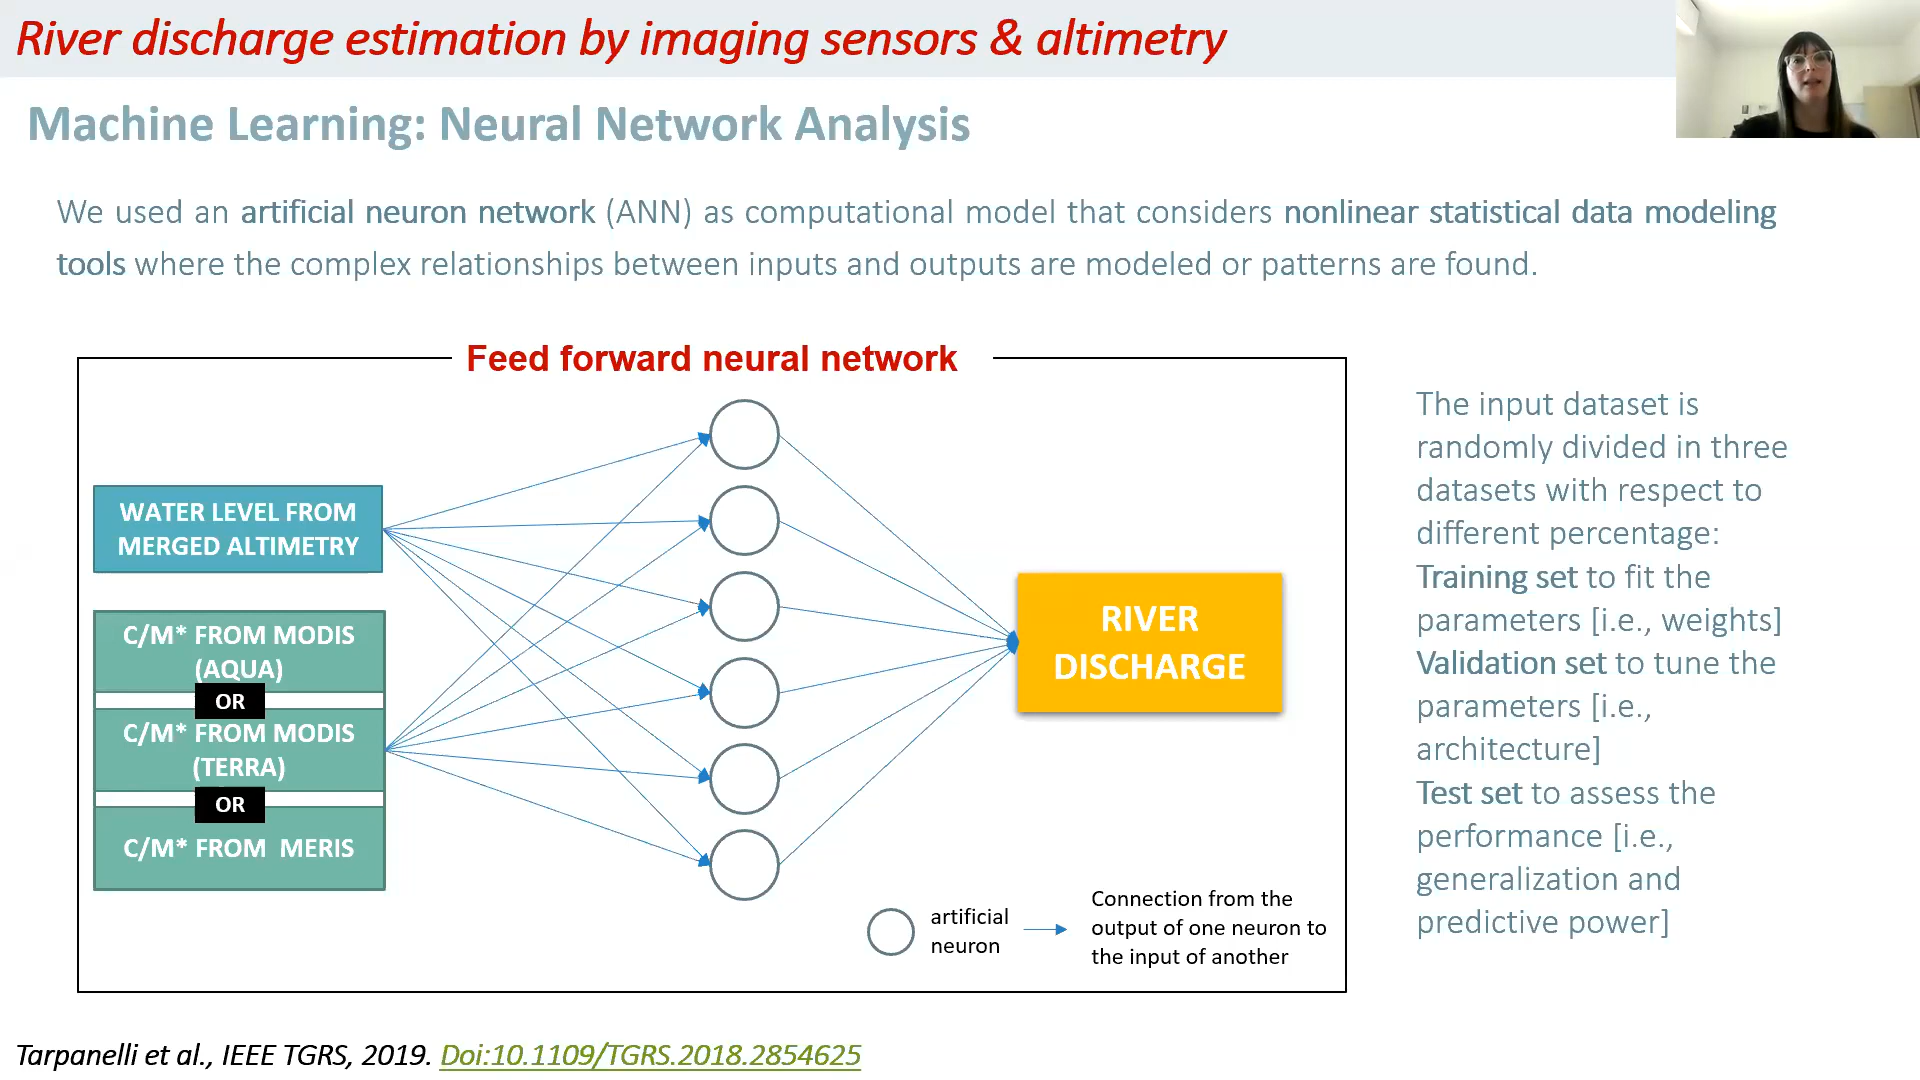 River discharge estimation by imaging sensors & altimetry
Machine Learning: Neural Network Analysis
We used an artificial neuron network (ANN) as computational model that considers nonlinear statistical data modeling
tools where the complex relationships between inputs and outputs are modeled or patterns are found.
Feed forward neural network
WATER LEVEL FROM
MERGED ALTIMETRY
C/M* FROM MODIS
(AQUA)
OR
C/M* FROM MODIS
(TERRA)
OR
C/M* FROM MERIS
RIVER
DISCHARGE
artificial
neuron
Connection from the
output of one neuron to
the input of another
The input dataset is
randomly divided in three
datasets with respect to
different percentage:
Training set to fit the
parameters [i.e., weights]
Validation set to tune the
parameters [i.e.,
architecture]
Test set to assess the
performance [i.e.,
generalization and
predictive power]
Tarpanelli et al., IEEE TGRS, 2019. Doi:10.1109/TGRS.2018.2854625